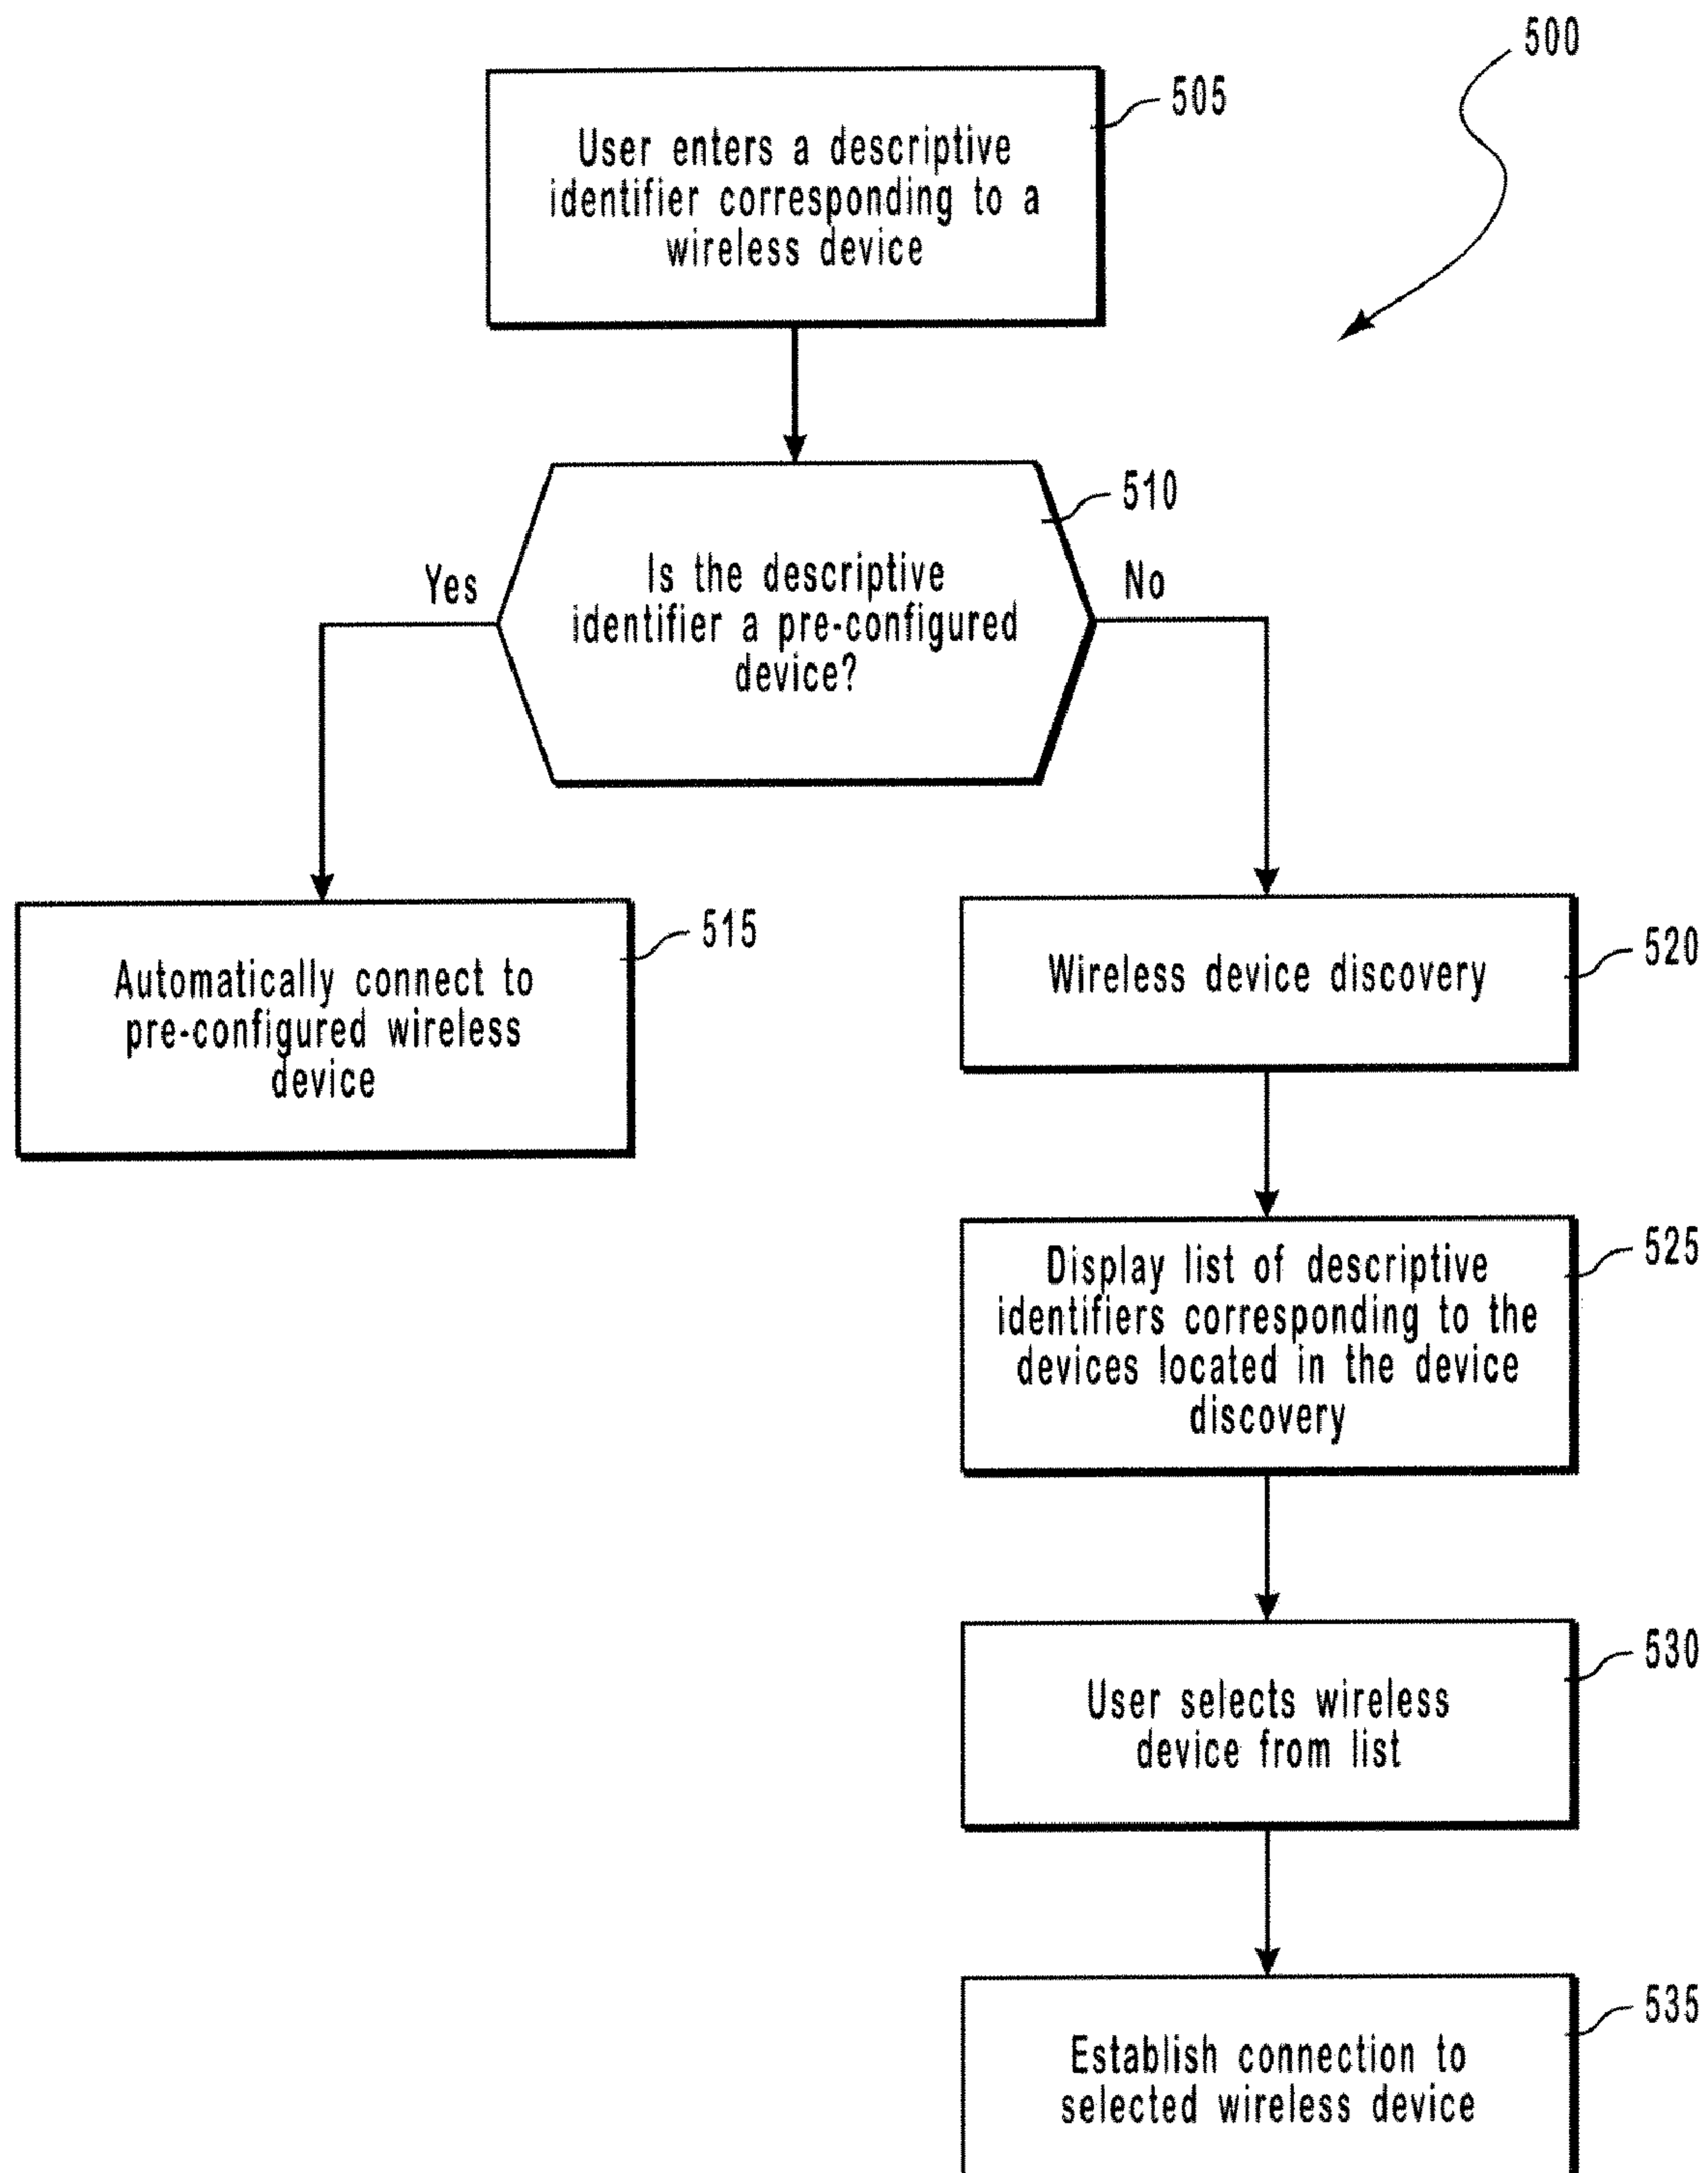 500
505
User enters a descriptive
identifier corresponding to a
wireless device
510
Yes
Is the descriptive
identifier a pre-configured
device?
No
515
Automatically connect to
pre-configured wireless
device
520
Wireless device discovery
525
Display list of descriptive
identifiers corresponding to the
devices located in the device
discovery
530
User selects wireless
device from list
535
Establish connection to
selected wireless device